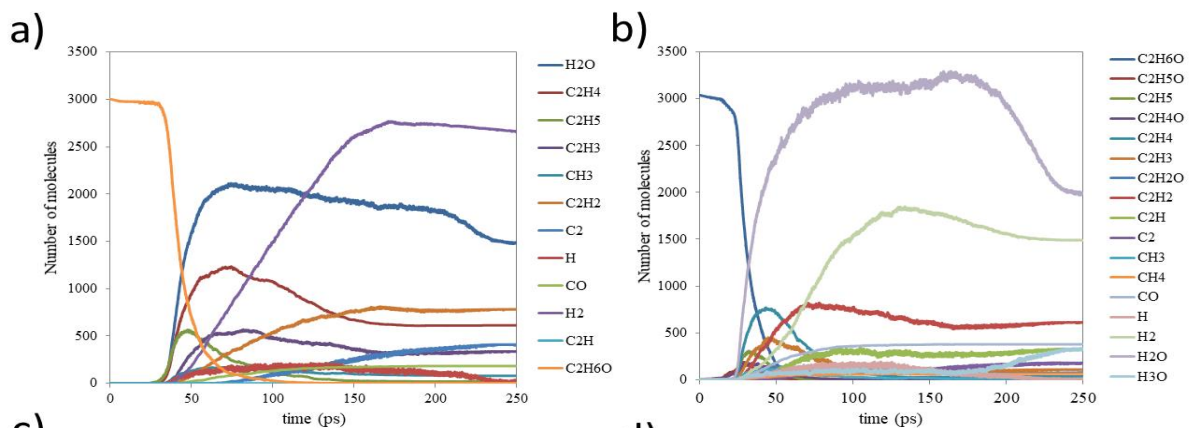 a)
3500
3000
2500
2000
1500
1000
500
0
Number of molecules
0 50 100 150 200 250
time (ps)
H2O
C2H4
C2H5
C2H3
CH3
C2H2
C2
H
CO
H2
C2H
C2H6O
b)
3500
3000
2500
2000
1500
1000
500
0
Number of molecules
0 50 100 150 200 250
time (ps)
C2H6O
C2H5O
C2H5
C2H4O
C2H4
C2H3
C2H2O
C2H2
C2H
C2
CH3
CH4
CO
H
H2
H2O
H3O